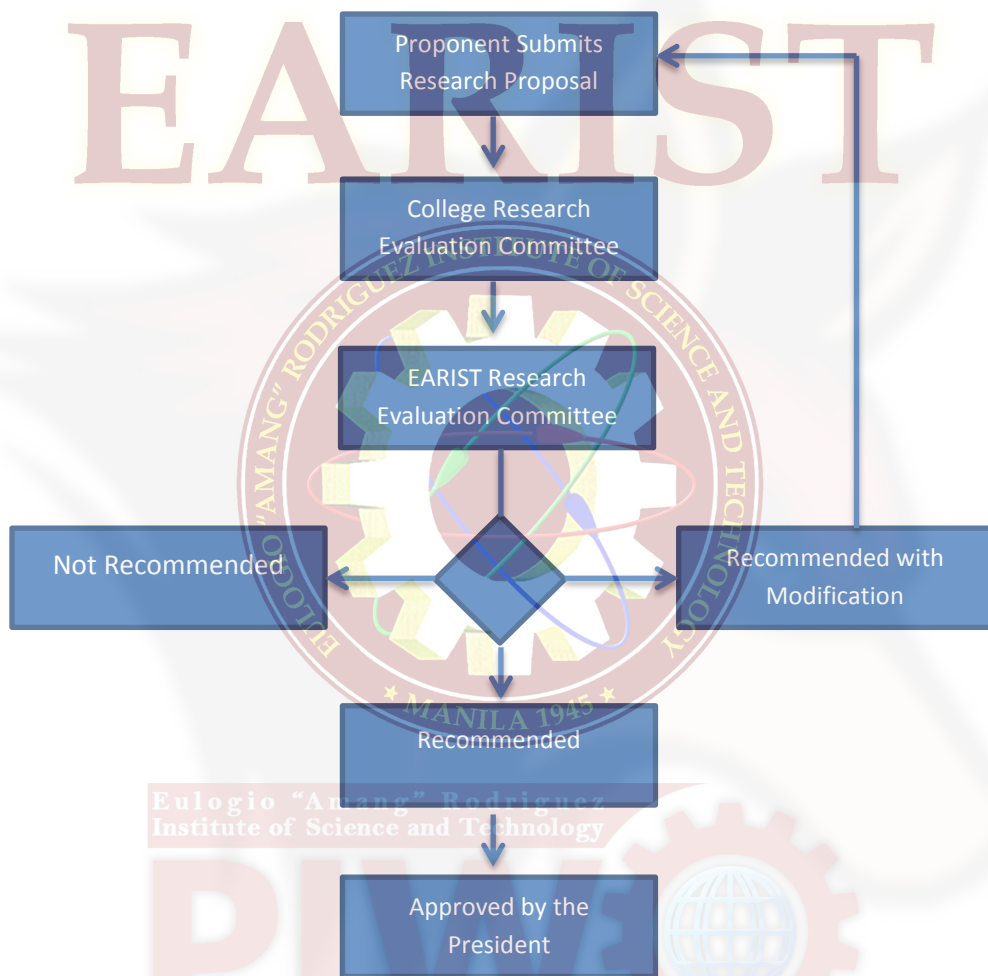 EARIST
Proponent Submits
Research Proposal
College Research
Evaluation Committee
EULOGIO "AMANG" RODRIGUEZ INSTITUTE OF SCIENCE AND TECHNOLOGY
EARIST Research
Evaluation Committee
Not Recommended
Recommended with
Modification
★ MANILA 1945 ★
Recommended
Eulogio "Amang" Rodriguez
Institute of Science and Technology
Approved by the
President